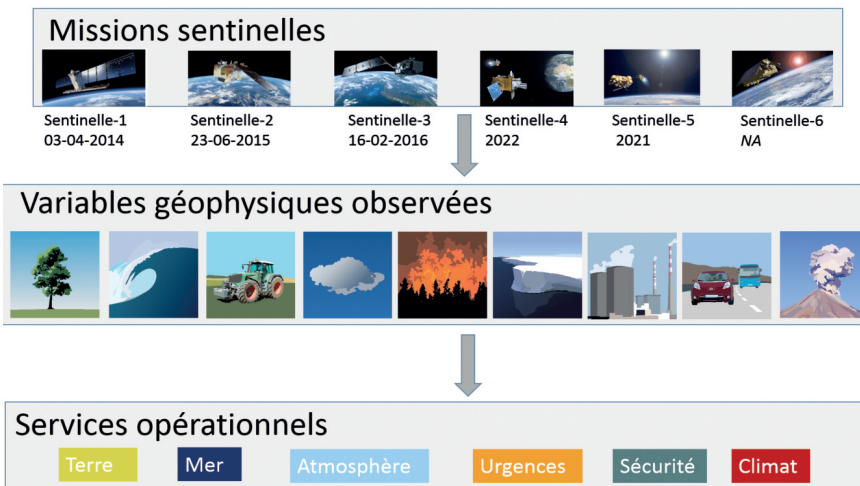 Missions sentinelles
Sentinelle-1
03-04-2014
Sentinelle-2
23-06-2015
Sentinelle-3
16-02-2016
Sentinelle-4
2022
Sentinelle-5
2021
Sentinelle-6
NA
Variables géophysiques observées
Services opérationnels
Terre
Mer
Atmosphère
Urgences
Sécurité
Climat